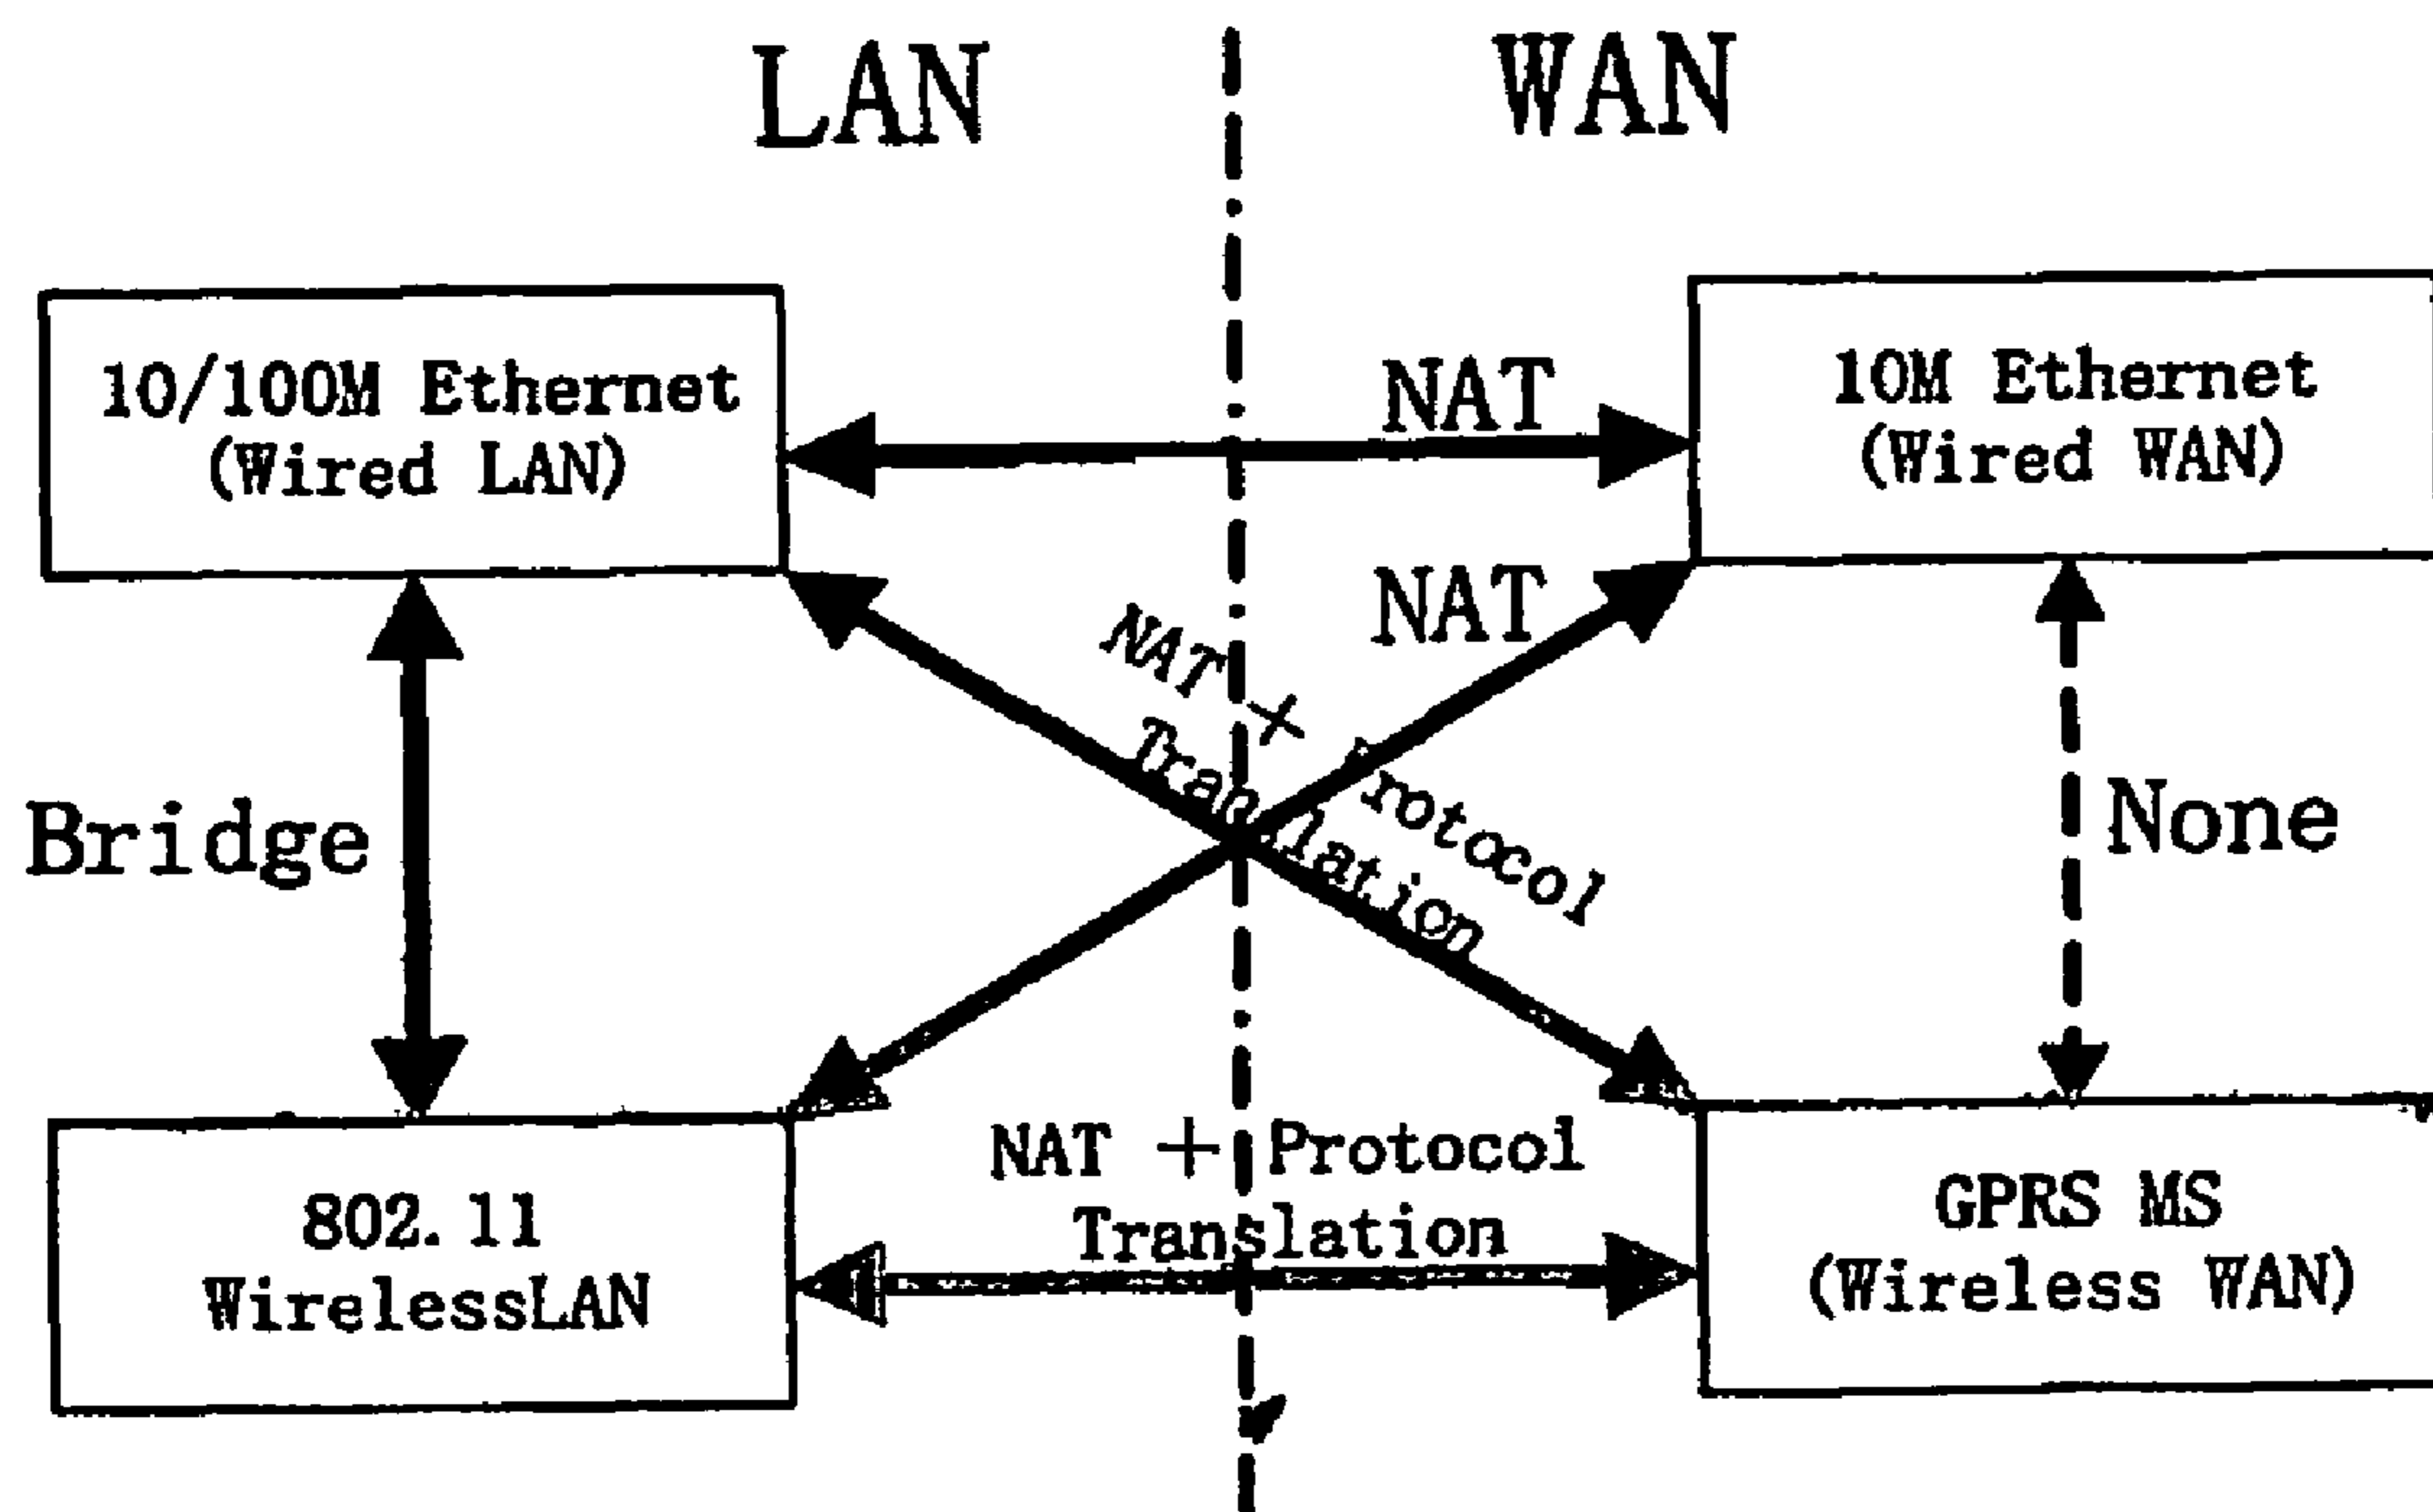 LAN
WAN
10/100M Ethernet
(Wired LAN)
NAT
10M Ethernet
(Wired WAN)
NAT
NAT +
Protocol
Translation
Bridge
None
NAT + Protocol
Translation
802.11
WirelessLAN
GPRS MS
(Wireless WAN)